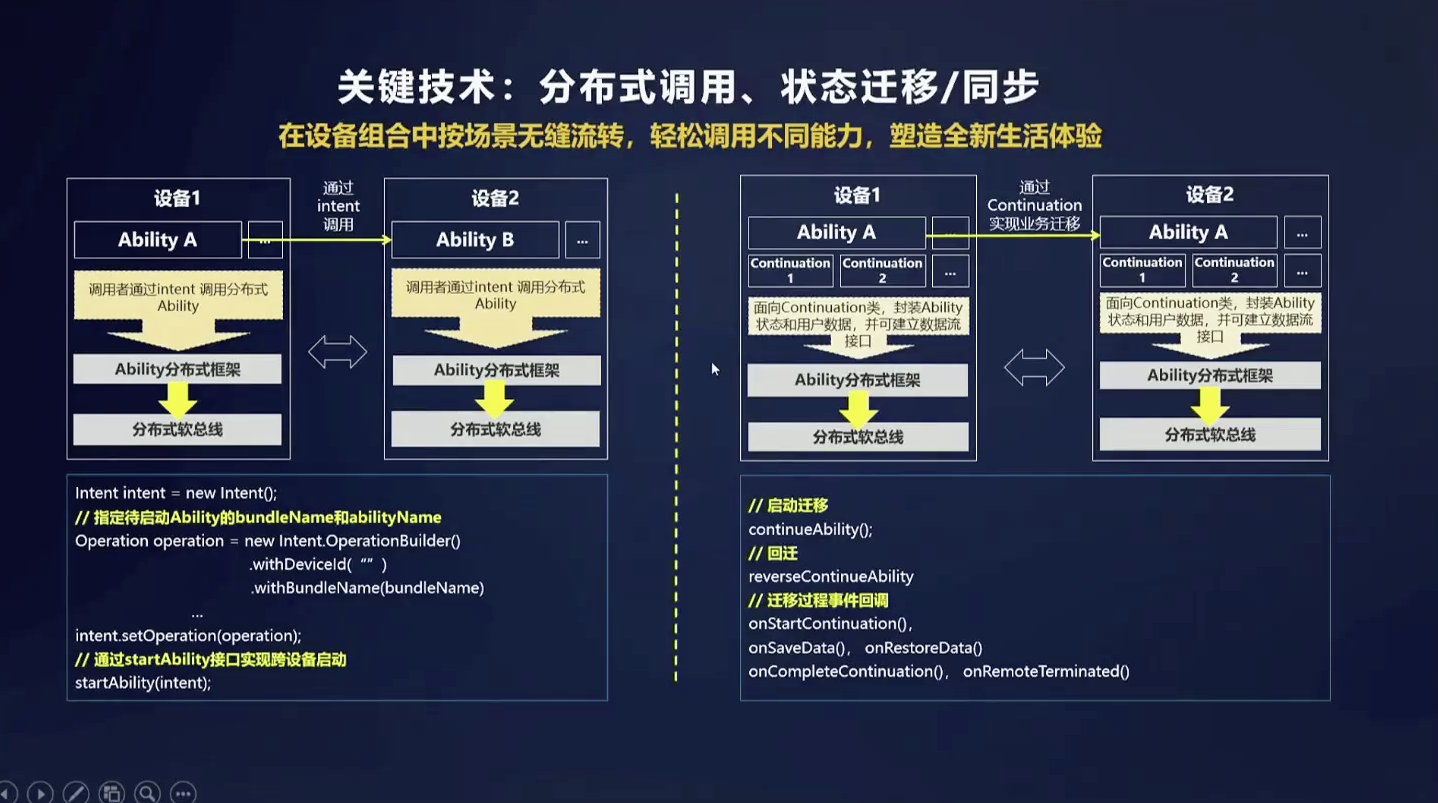 关键技术：分布式调用、状态迁移/同步
在设备组合中按场景无缝流转，轻松调用不同能力，塑造全新生活体验
设备1
Ability A
...
调用者通过intent 调用分布式
Ability
Ability分布式框架
分布式软总线
通过
intent
调用
设备2
Ability B
...
调用者通过intent 调用分布式
Ability
Ability分布式框架
分布式软总线
Intent intent = new Intent();
// 指定待启动Ability的bundleName和abilityName
Operation operation = new Intent.OperationBuilder()
.withDeviceId( “” )
.withBundleName(bundleName)
...
intent.setOperation(operation);
// 通过startAbility接口实现跨设备启动
startAbility(intent);
设备1
Ability A
...
Continuation
1
Continuation
2
...
面向Continuation类，封装Ability
状态和用户数据，并可建立数据流
接口
Ability分布式框架
分布式软总线
通过
Continuation
实现业务迁移
设备2
Ability A
...
Continuation
1
Continuation
2
...
面向Continuation类，封装Ability
状态和用户数据，并可建立数据流
接口
Ability分布式框架
分布式软总线
// 启动迁移
continueAbility();
// 回迁
reverseContinueAbility
// 迁移过程事件回调
onStartContinuation()，
onSaveData()， onRestoreData()
onCompleteContinuation()， onRemoteTerminated()